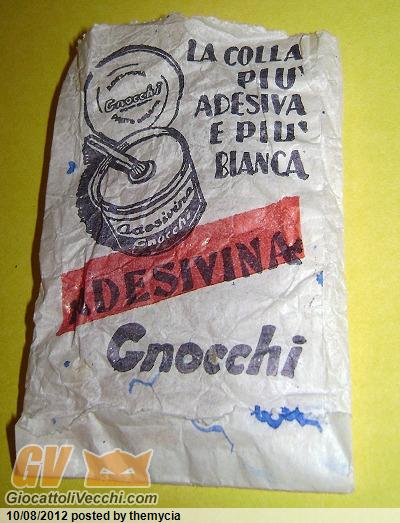 Gnocchi
LA COLLA
PIU'
ADESIVA
E PIU'
BIANCA
Adesivina
Gnocchi
ADESIVINA
Gnocchi
GV
GiocattoliVecchi.com
10/08/2012 posted by themycia